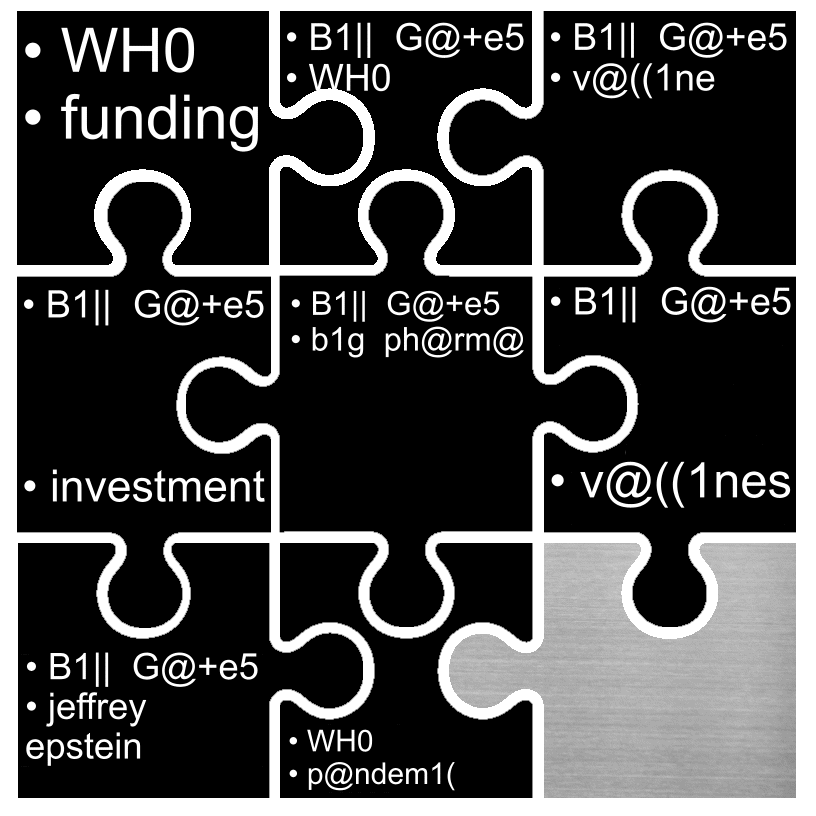 • WH0
• funding
• B1|| G@+e5
• WH0
• B1|| G@+e5
• v@((1ne
• B1|| G@+e5
• investment
• B1|| G@+e5
• b1g ph@rm@
• B1|| G@+e5
• v@((1nes
• B1|| G@+e5
• jeffrey
epstein
• WH0
• p@ndem1(